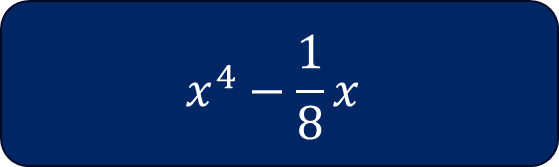 x⁴ − 1/8 x